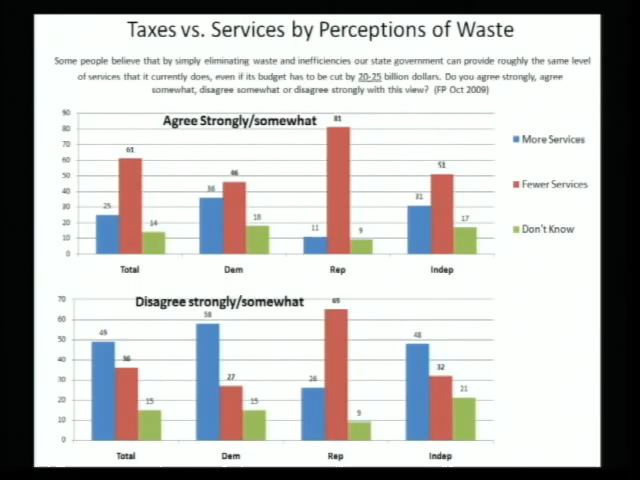 Taxes vs. Services by Perceptions of Waste
Some people believe that by simply eliminating waste and inefficiencies our state government can provide roughly the same level
of services that it currently does, even if its budget has to be cut by 20-25 billion dollars. Do you agree strongly, agree
somewhat, disagree somewhat or disagree strongly with this view? (FP Oct 2009)
Agree Strongly/somewhat
90
80
70
60
50
40
30
20
10
0
25
61
14
36
46
18
11
81
9
31
51
17
Total
Dem
Rep
Indep
More Services
Fewer Services
Don't Know
Disagree strongly/somewhat
70
60
50
40
30
20
10
0
49
36
15
58
27
15
26
65
9
48
32
21
Total
Dem
Rep
Indep